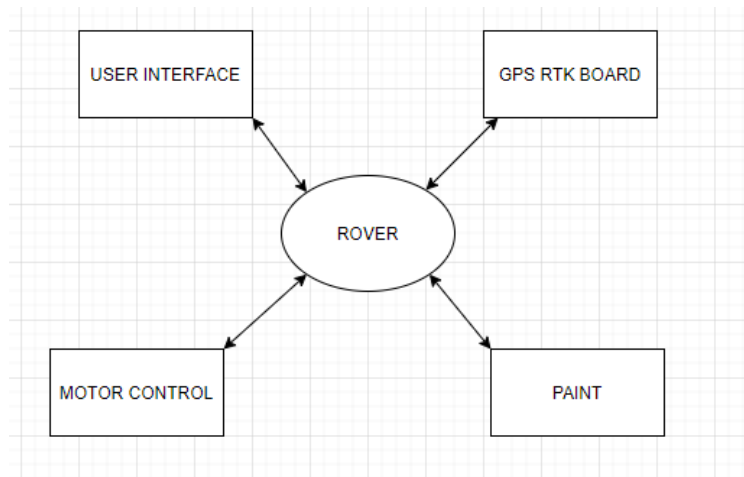 USER INTERFACE
GPS RTK BOARD
ROVER
MOTOR CONTROL
PAINT